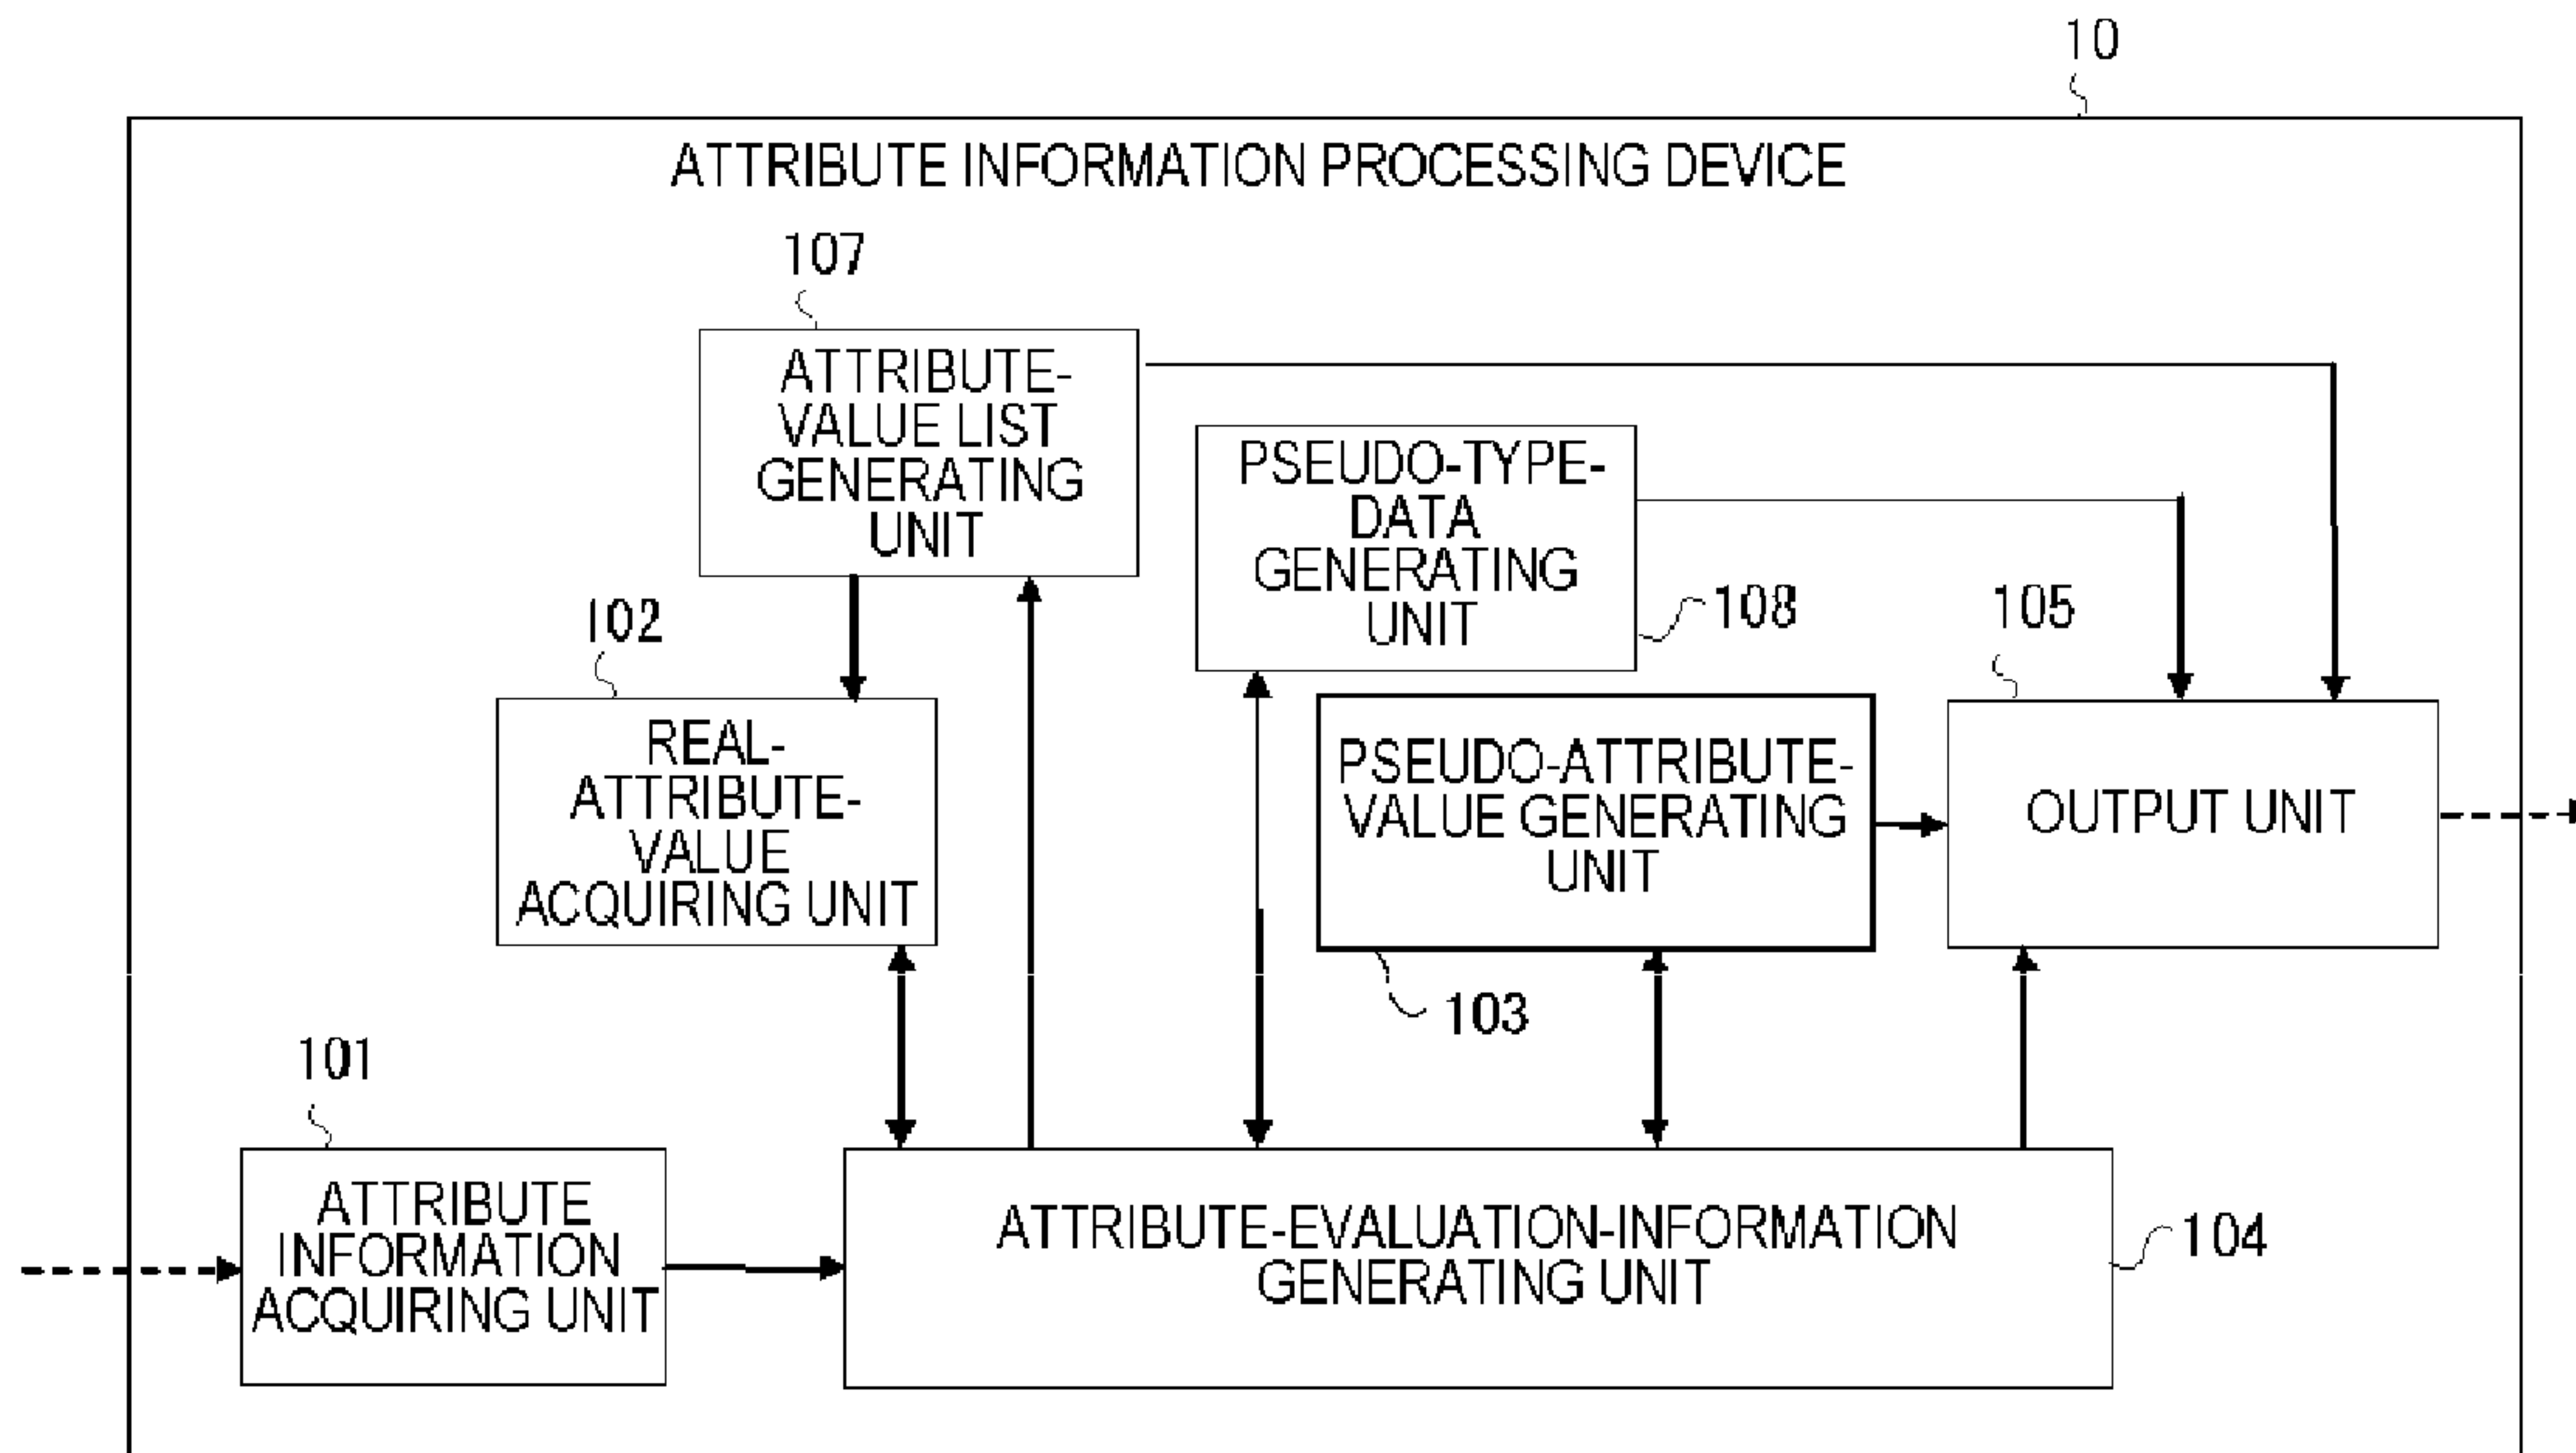 10
ATTRIBUTE INFORMATION PROCESSING DEVICE
107
ATTRIBUTE-
VALUE LIST
GENERATING
UNIT
PSEUDO-TYPE-
DATA
GENERATING
UNIT
108
102
105
REAL-
ATTRIBUTE-
VALUE
ACQUIRING UNIT
PSEUDO-ATTRIBUTE-
VALUE GENERATING
UNIT
OUTPUT UNIT
103
101
ATTRIBUTE
INFORMATION
ACQUIRING UNIT
ATTRIBUTE-EVALUATION-INFORMATION
GENERATING UNIT
104